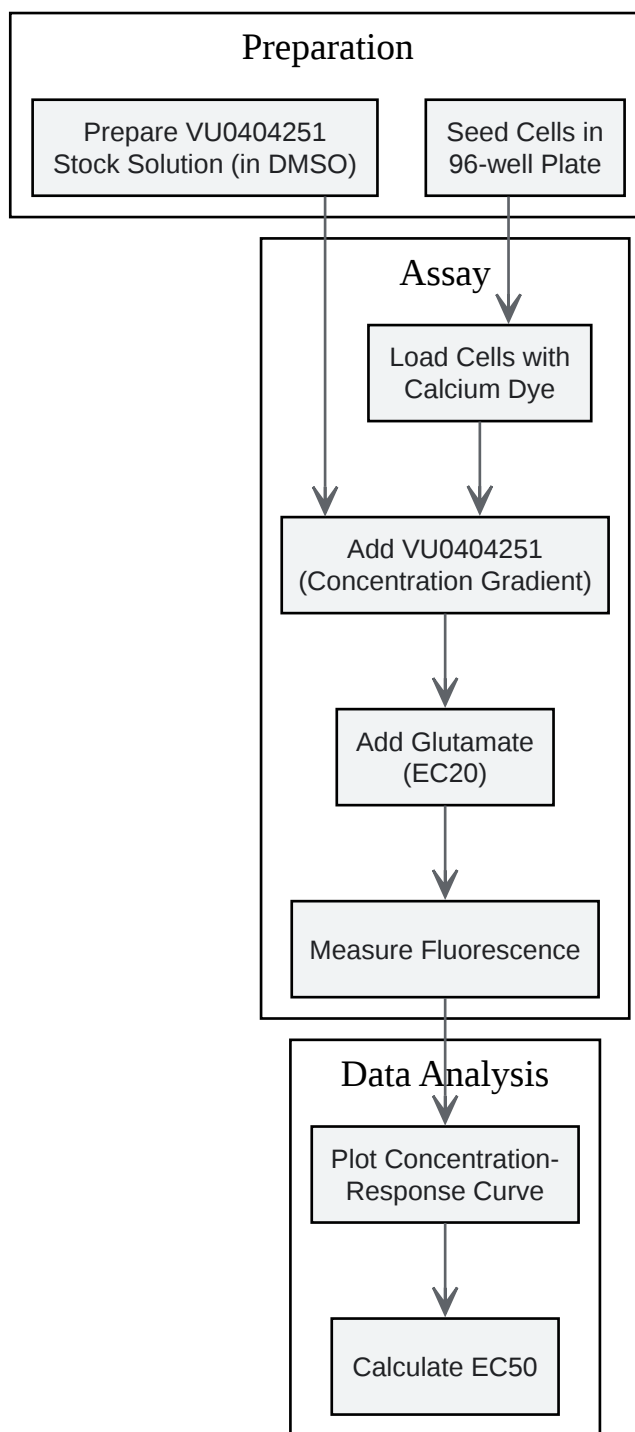 Preparation
Prepare VU0404251
Stock Solution (in DMSO)
Seed Cells in
96-well Plate
Assay
Load Cells with
Calcium Dye
Add VU0404251
(Concentration Gradient)
Add Glutamate
(EC20)
Measure Fluorescence
Data Analysis
Plot Concentration-
Response Curve
Calculate EC50